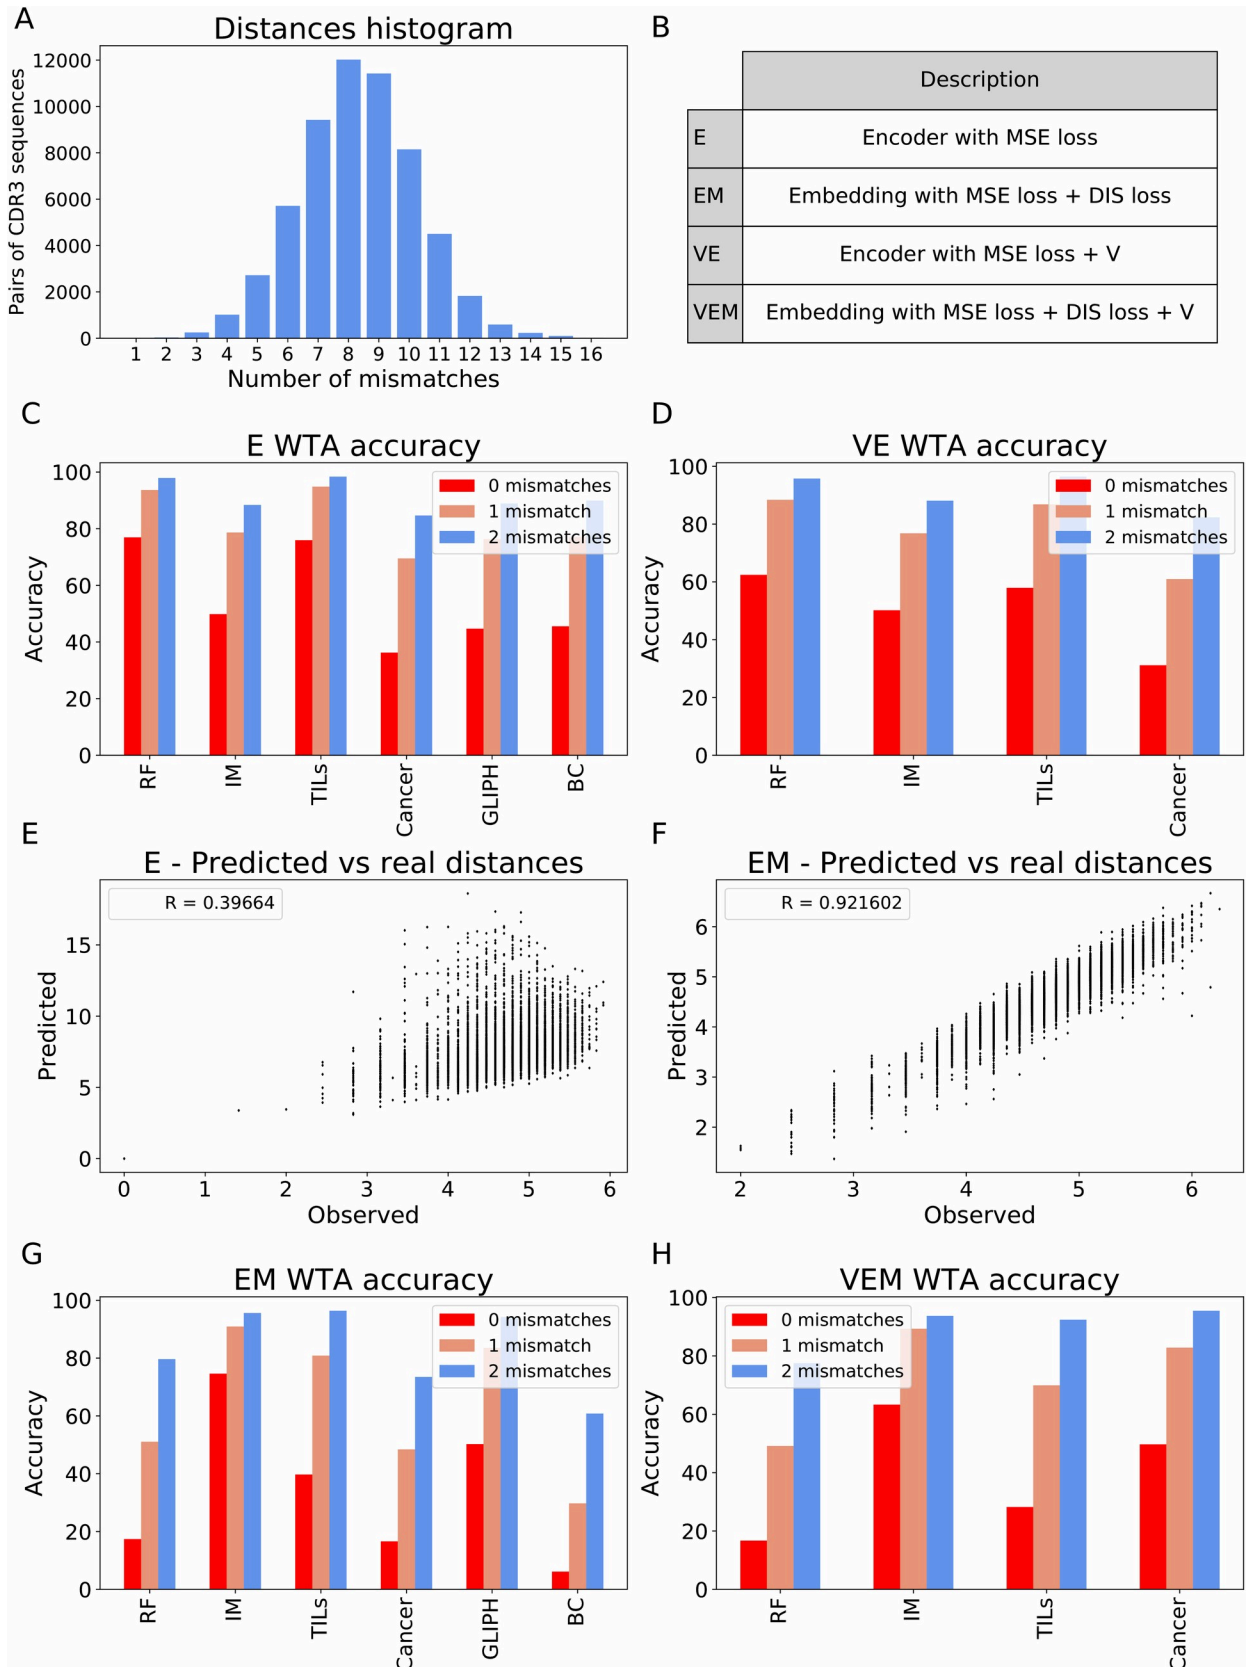 A
Distances histogram
Pairs of CDR3 sequences
12000
10000
8000
6000
4000
2000
0
1 2 3 4 5 6 7 8 9 10 11 12 13 14 15 16
Number of mismatches
B
Description
E Encoder with MSE loss
EM Embedding with MSE loss + DIS loss
VE Encoder with MSE loss + V
VEM Embedding with MSE loss + DIS loss + V
C
E WTA accuracy
Accuracy
100
80
60
40
20
0
0 mismatches
1 mismatch
2 mismatches
RF IM TILs Cancer GLIPH BC
D
VE WTA accuracy
Accuracy
100
80
60
40
20
0
0 mismatches
1 mismatch
2 mismatches
RF IM TILs Cancer
E
E - Predicted vs real distances
R = 0.39664
Predicted
15
10
5
0
0 1 2 3 4 5 6
Observed
F
EM - Predicted vs real distances
R = 0.921602
Predicted
6
5
4
3
2
2 3 4 5 6
Observed
G
EM WTA accuracy
Accuracy
100
80
60
40
20
0
0 mismatches
1 mismatch
2 mismatches
RF IM TILs Cancer GLIPH BC
H
VEM WTA accuracy
Accuracy
100
80
60
40
20
0
0 mismatches
1 mismatch
2 mismatches
RF IM TILs Cancer